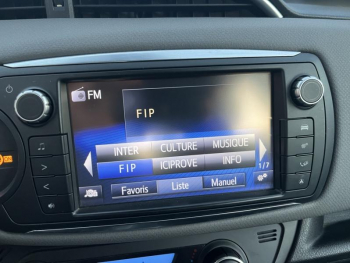 FM
FIP
INTER CULTURE MUSIQUE
FIP ICIPROVE INFO
1/7
Favoris Liste Manuel